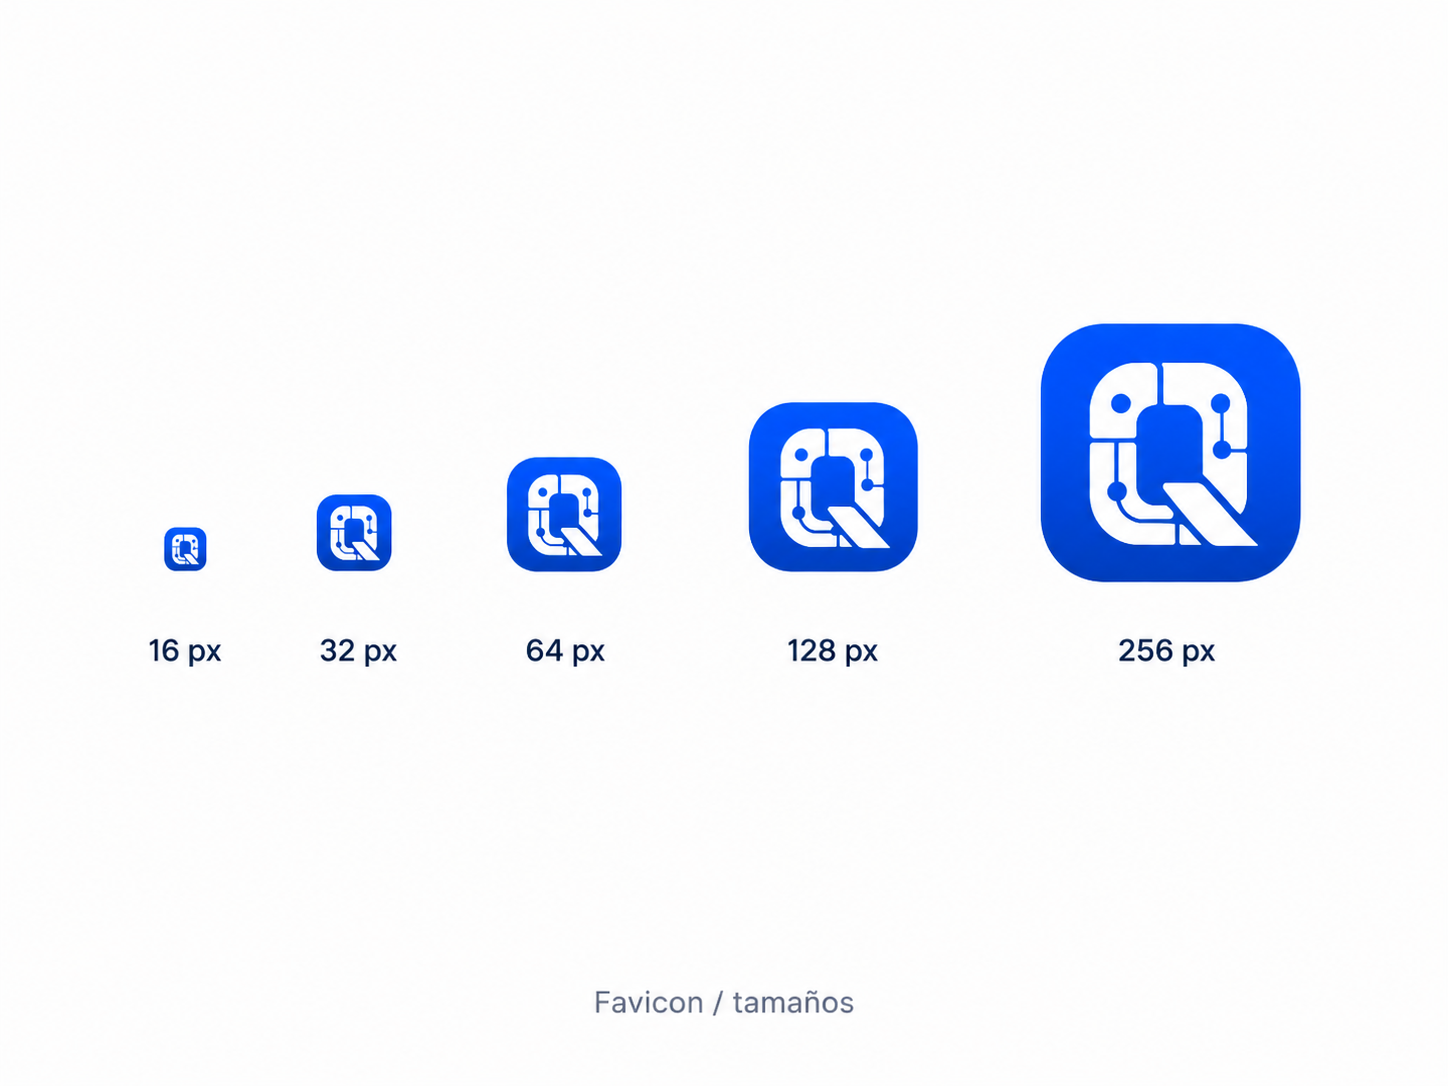 16 px
32 px
64 px
128 px
256 px
Favicon / tamaños